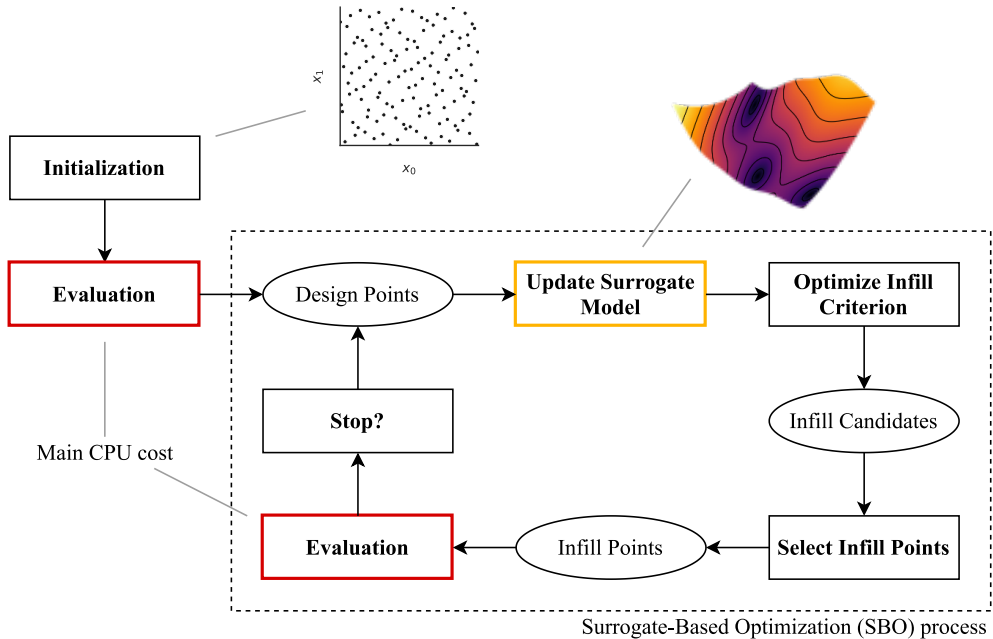 x₁
x₀
Initialization
Evaluation
Design Points
Update Surrogate
Model
Optimize Infill
Criterion
Stop?
Infill Candidates
Main CPU cost
Evaluation
Infill Points
Select Infill Points
Surrogate-Based Optimization (SBO) process